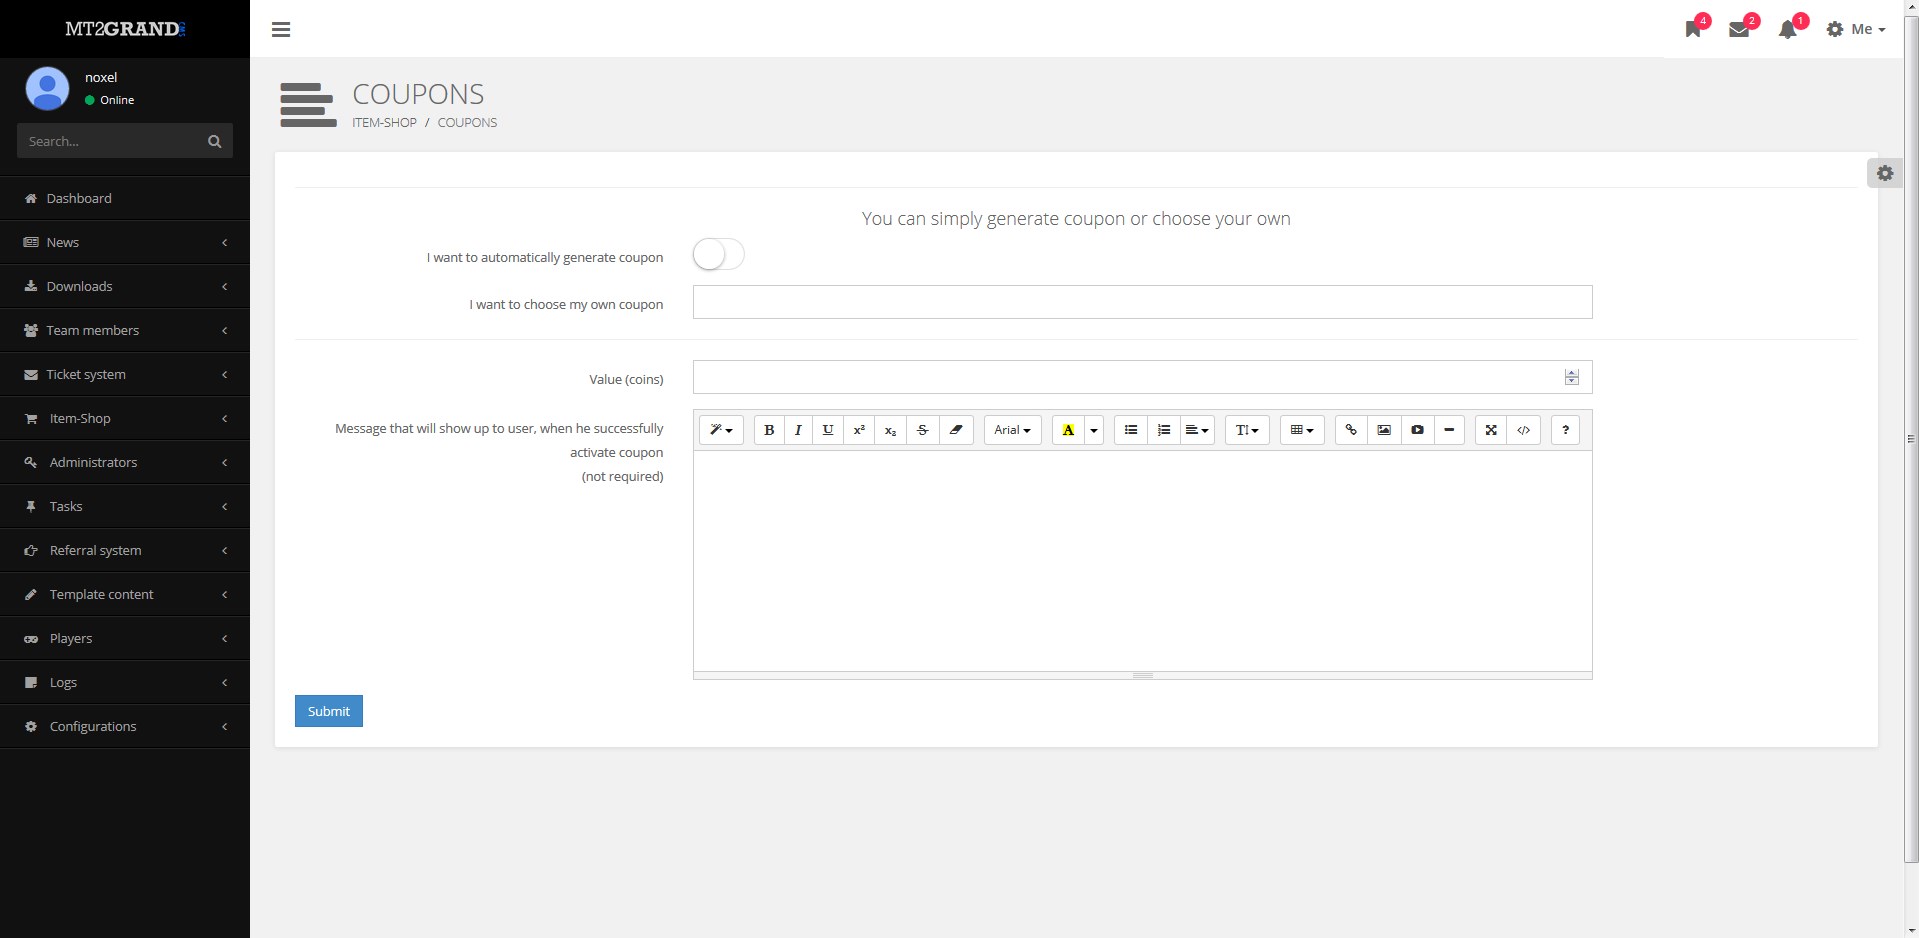 MT2GRAND
4
2
1
Me
noxel
Online
Search...
Dashboard
News
Downloads
Team members
Ticket system
Item-Shop
Administrators
Tasks
Referral system
Template content
Players
Logs
Configurations
COUPONS
ITEM-SHOP / COUPONS
You can simply generate coupon or choose your own
I want to automatically generate coupon
I want to choose my own coupon
Value (coins)
Message that will show up to user, when he successfully
activate coupon
(not required)
B I U x² x₂ S Arial A T </> ?
Submit